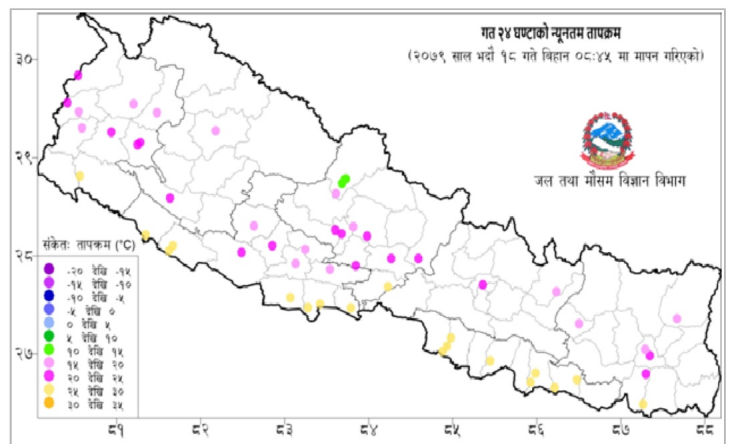 गत २४ घण्टाको न्यूनतम तापक्रम
(२०७९ साल भदौ १८ गते बिहान ०८:४५ मा मापन गरिएको)
जल तथा मौसम विज्ञान विभाग
३०
२९
२८
२७
संकेतः तापक्रम (°C)
-२० देखि -१५
-१५ देखि -१०
-१० देखि -५
-५ देखि ०
० देखि ५
५ देखि १०
१० देखि १५
१५ देखि २०
२० देखि २५
२५ देखि ३०
३० देखि ३५
८१ ८२ ८३ ८४ ८५ ८६ ८७ ८८